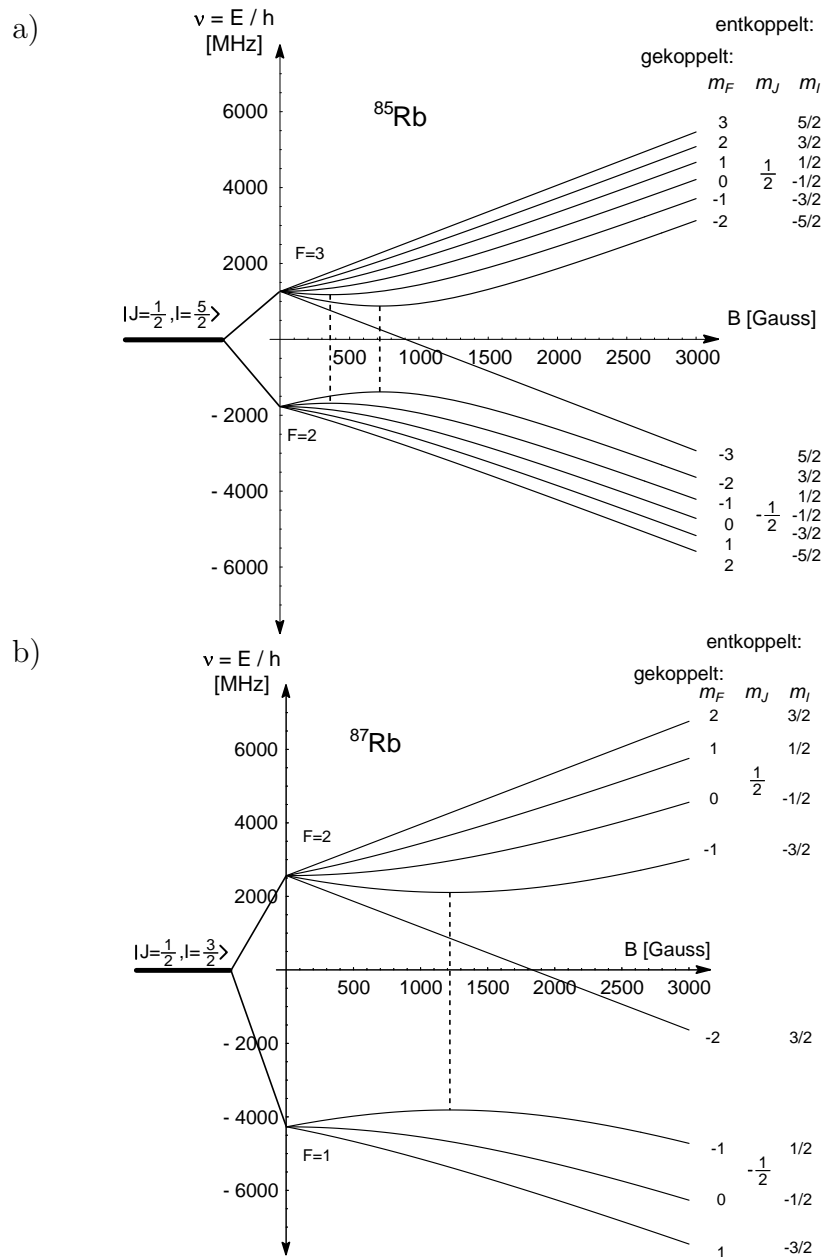 a)
ν = E / h
[MHz]
entkoppelt:
gekoppelt:
m_F m_J m_I
⁸⁵Rb
6000
4000
2000
- 2000
- 4000
- 6000
3 5/2
2 3/2
1 1/2
0 1/2 -1/2
-1 -3/2
-2 -5/2
F=3
|J=1/2,I=5/2〉
B [Gauss]
500 1000 1500 2000 2500 3000
F=2
-3 5/2
-2 3/2
-1 1/2
0 -1/2 -1/2
1 -3/2
2 -5/2
b)
ν = E / h
[MHz]
entkoppelt:
gekoppelt:
m_F m_J m_I
⁸⁷Rb
6000
4000
2000
- 2000
- 4000
- 6000
2 3/2
1 1/2
1/2
0 -1/2
-1 -3/2
F=2
|J=1/2,I=3/2〉
B [Gauss]
500 1000 1500 2000 2500 3000
-2 3/2
F=1
-1 1/2
-1/2
0 -1/2
1 -3/2